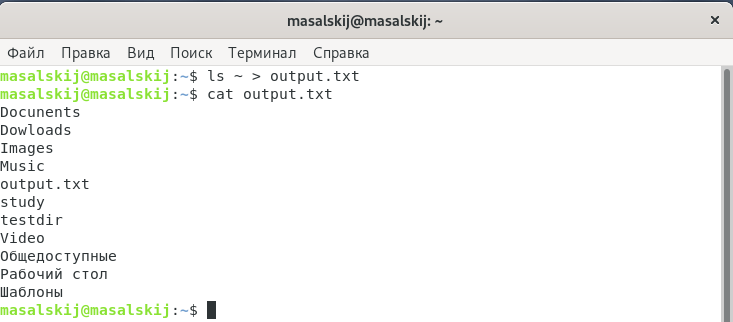 masalskij@masalskij: ~
Файл Правка Вид Поиск Терминал Справка
masalskij@masalskij:~$ ls ~ > output.txt
masalskij@masalskij:~$ cat output.txt
Docunents
Dowloads
Images
Music
output.txt
study
testdir
Video
Общедоступные
Рабочий стол
Шаблоны
masalskij@masalskij:~$